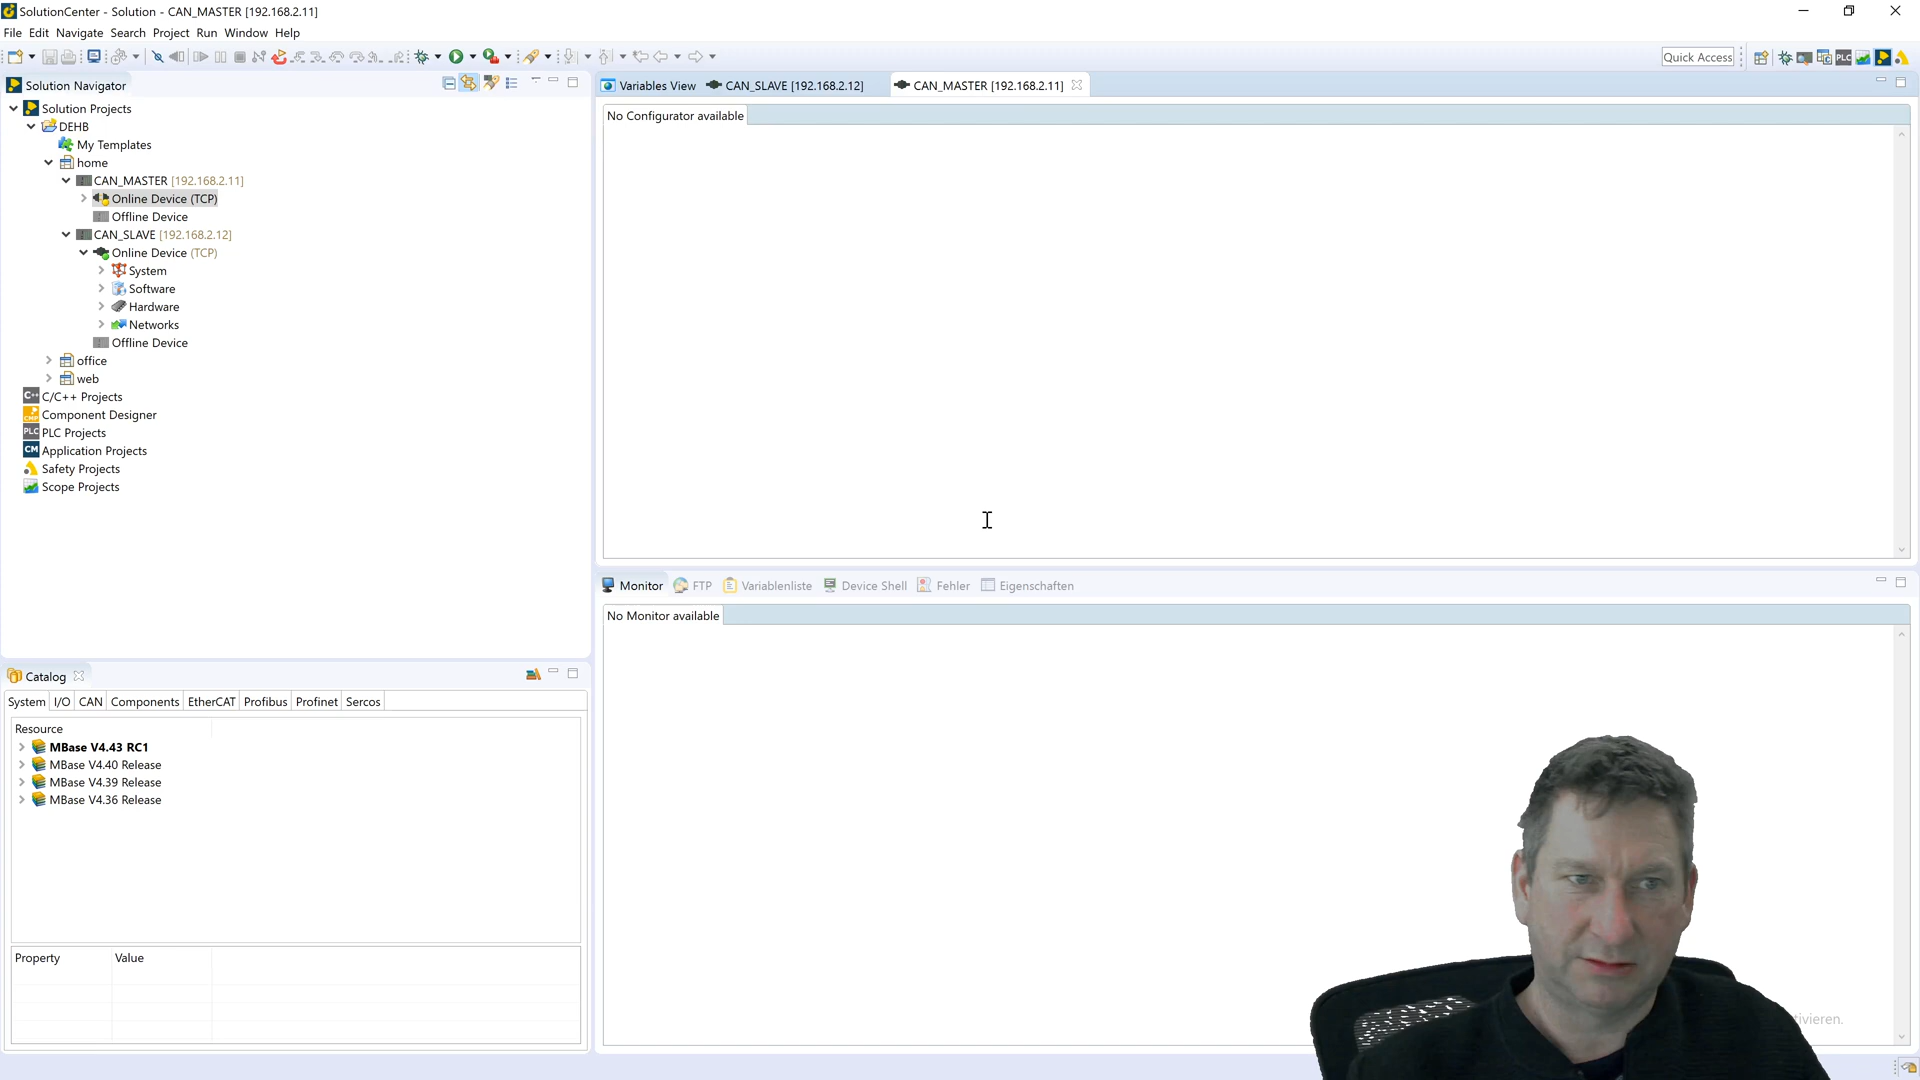 SolutionCenter - Solution - CAN_MASTER [192.168.2.11]
File Edit Navigate Search Project Run Window Help
Quick Access
PLC
Solution Navigator
Solution Projects
DEHB
My Templates
home
CAN_MASTER [192.168.2.11]
Online Device (TCP)
Offline Device
CAN_SLAVE [192.168.2.12]
Online Device (TCP)
System
Software
Hardware
Networks
Offline Device
office
web
C++ C/C++ Projects
CMP Component Designer
PLC PLC Projects
CM Application Projects
Safety Projects
Scope Projects
Variables View CAN_SLAVE [192.168.2.12] CAN_MASTER [192.168.2.11]
No Configurator available
Monitor FTP Variablenliste Device Shell Fehler Eigenschaften
No Monitor available
Catalog
System I/O CAN Components EtherCAT Profibus Profinet Sercos
Resource
MBase V4.43 RC1
MBase V4.40 Release
MBase V4.39 Release
MBase V4.36 Release
Property Value
tivieren.